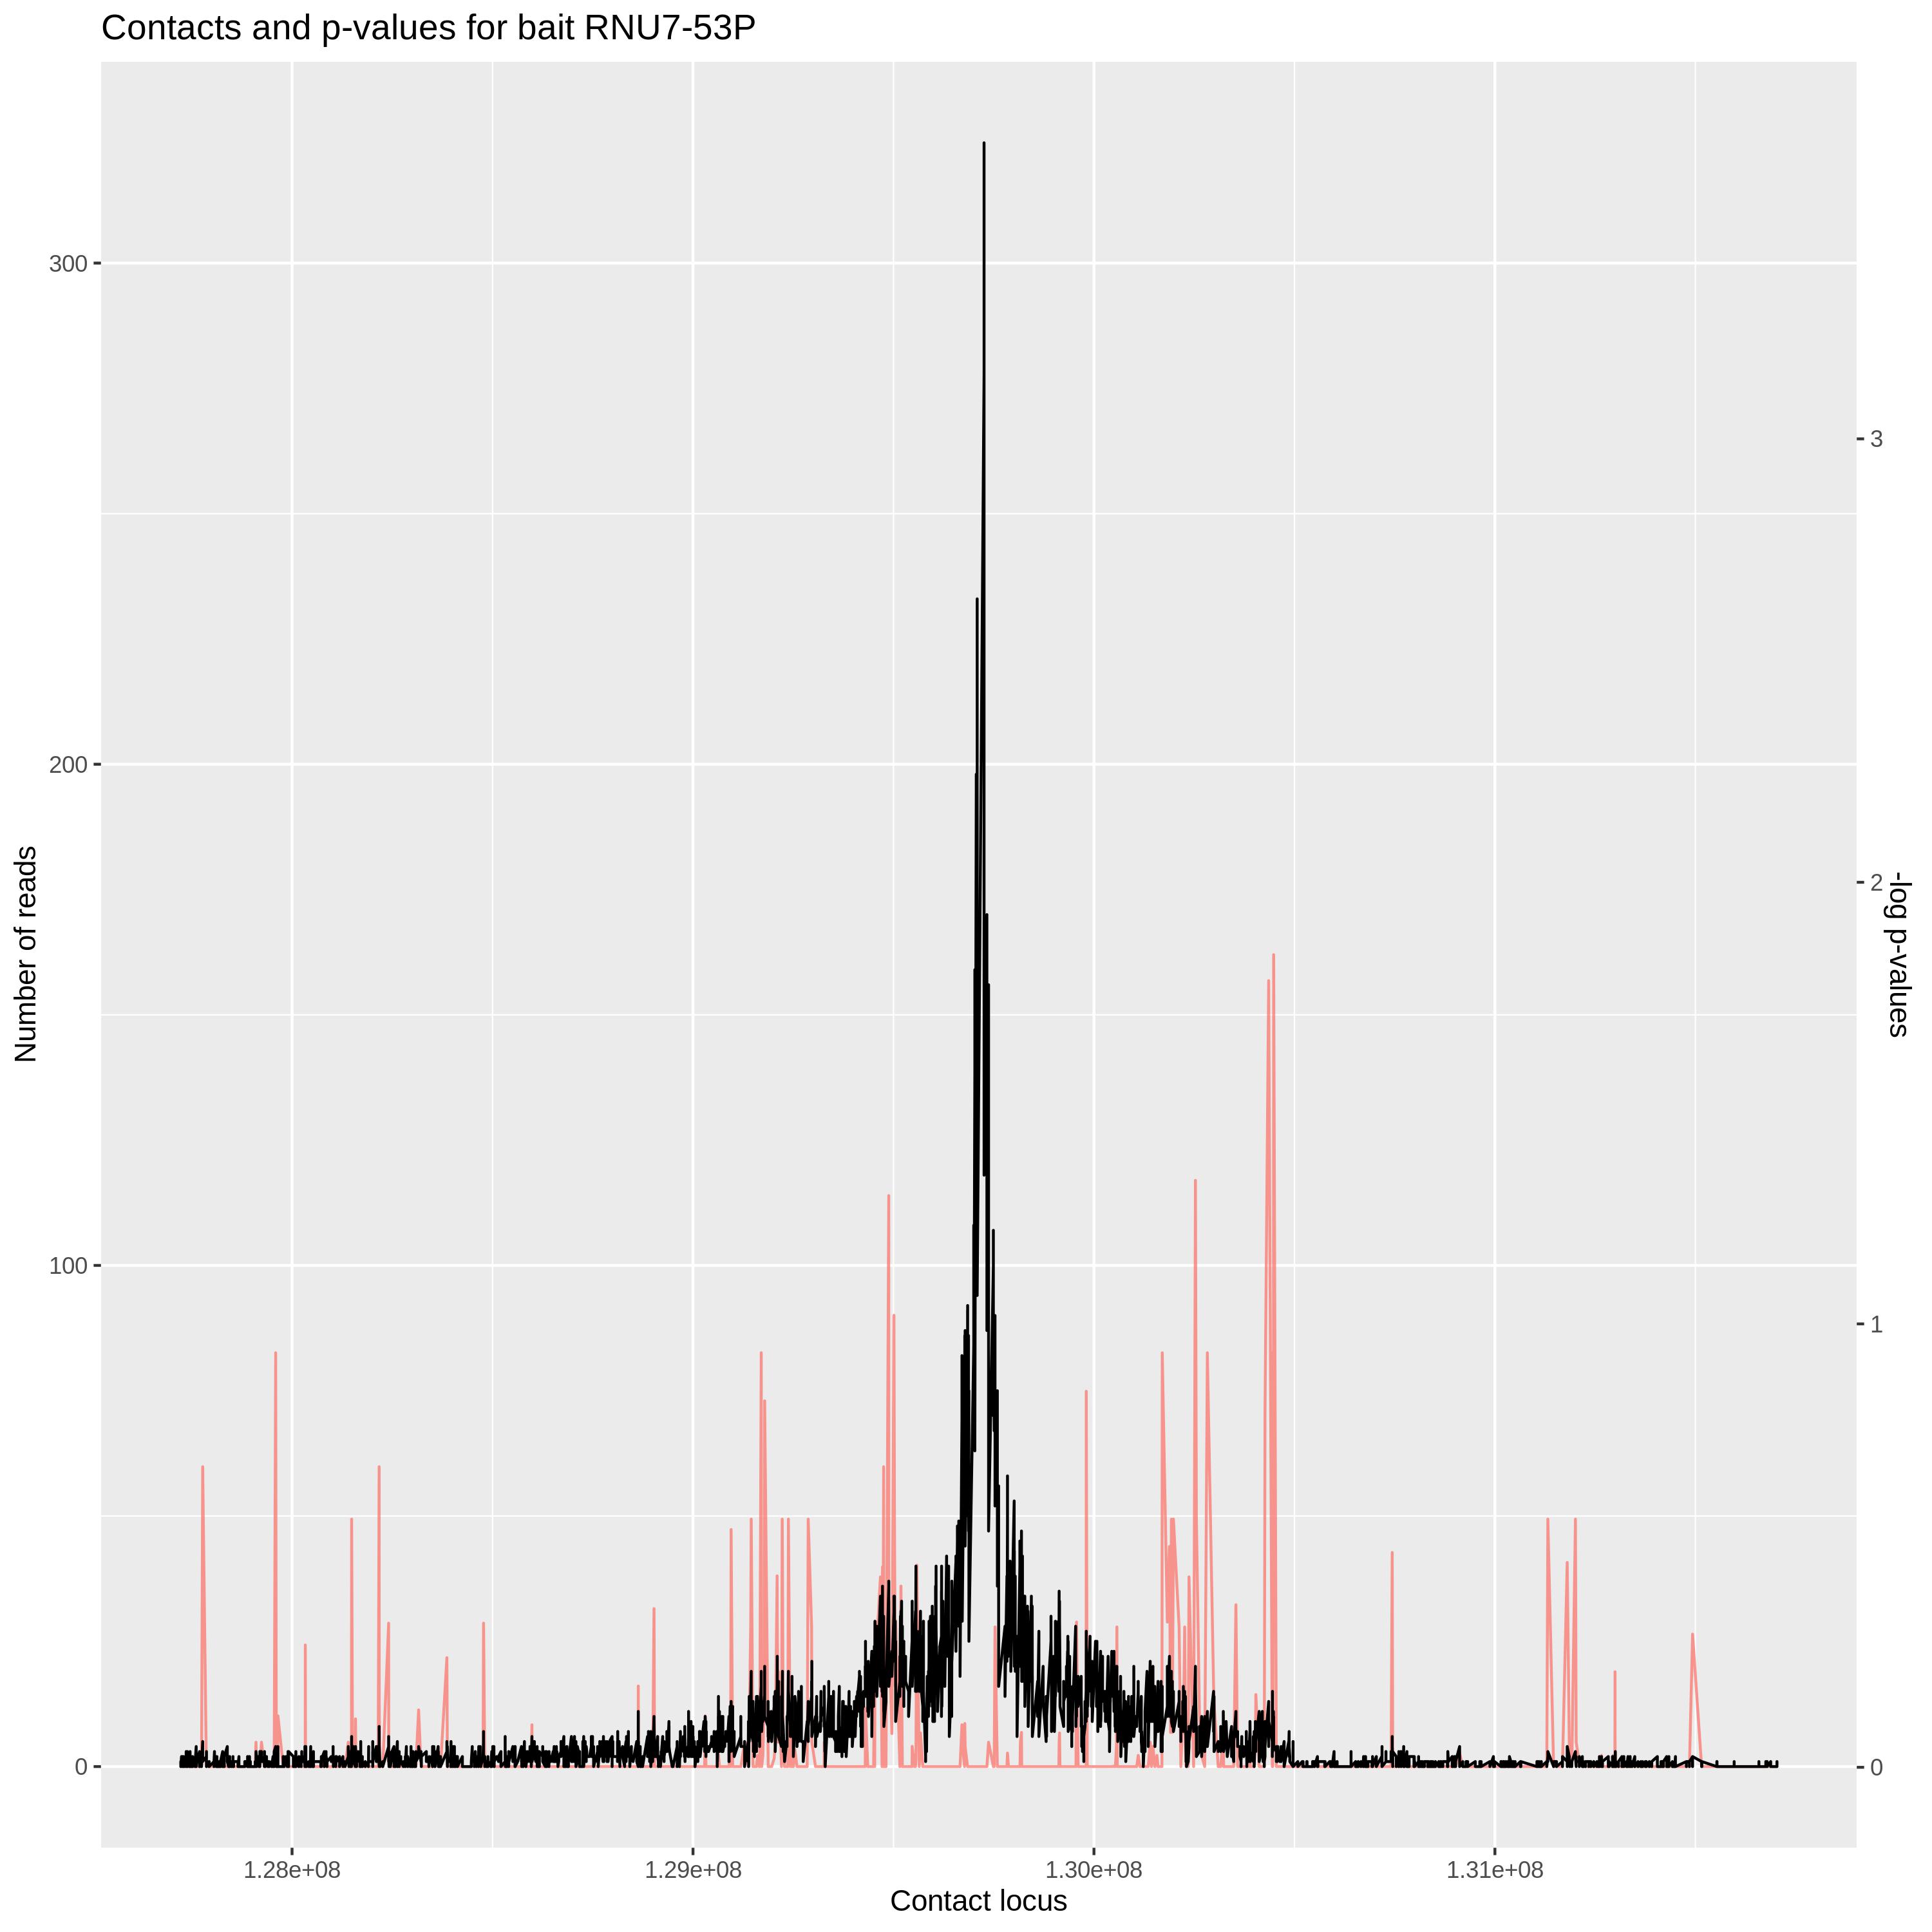 Contacts and p-values for bait RNU7-53P
300
200
100
0
Number of reads
3
2
1
0
-log p-values
1.28e+08
1.29e+08
1.30e+08
1.31e+08
Contact locus